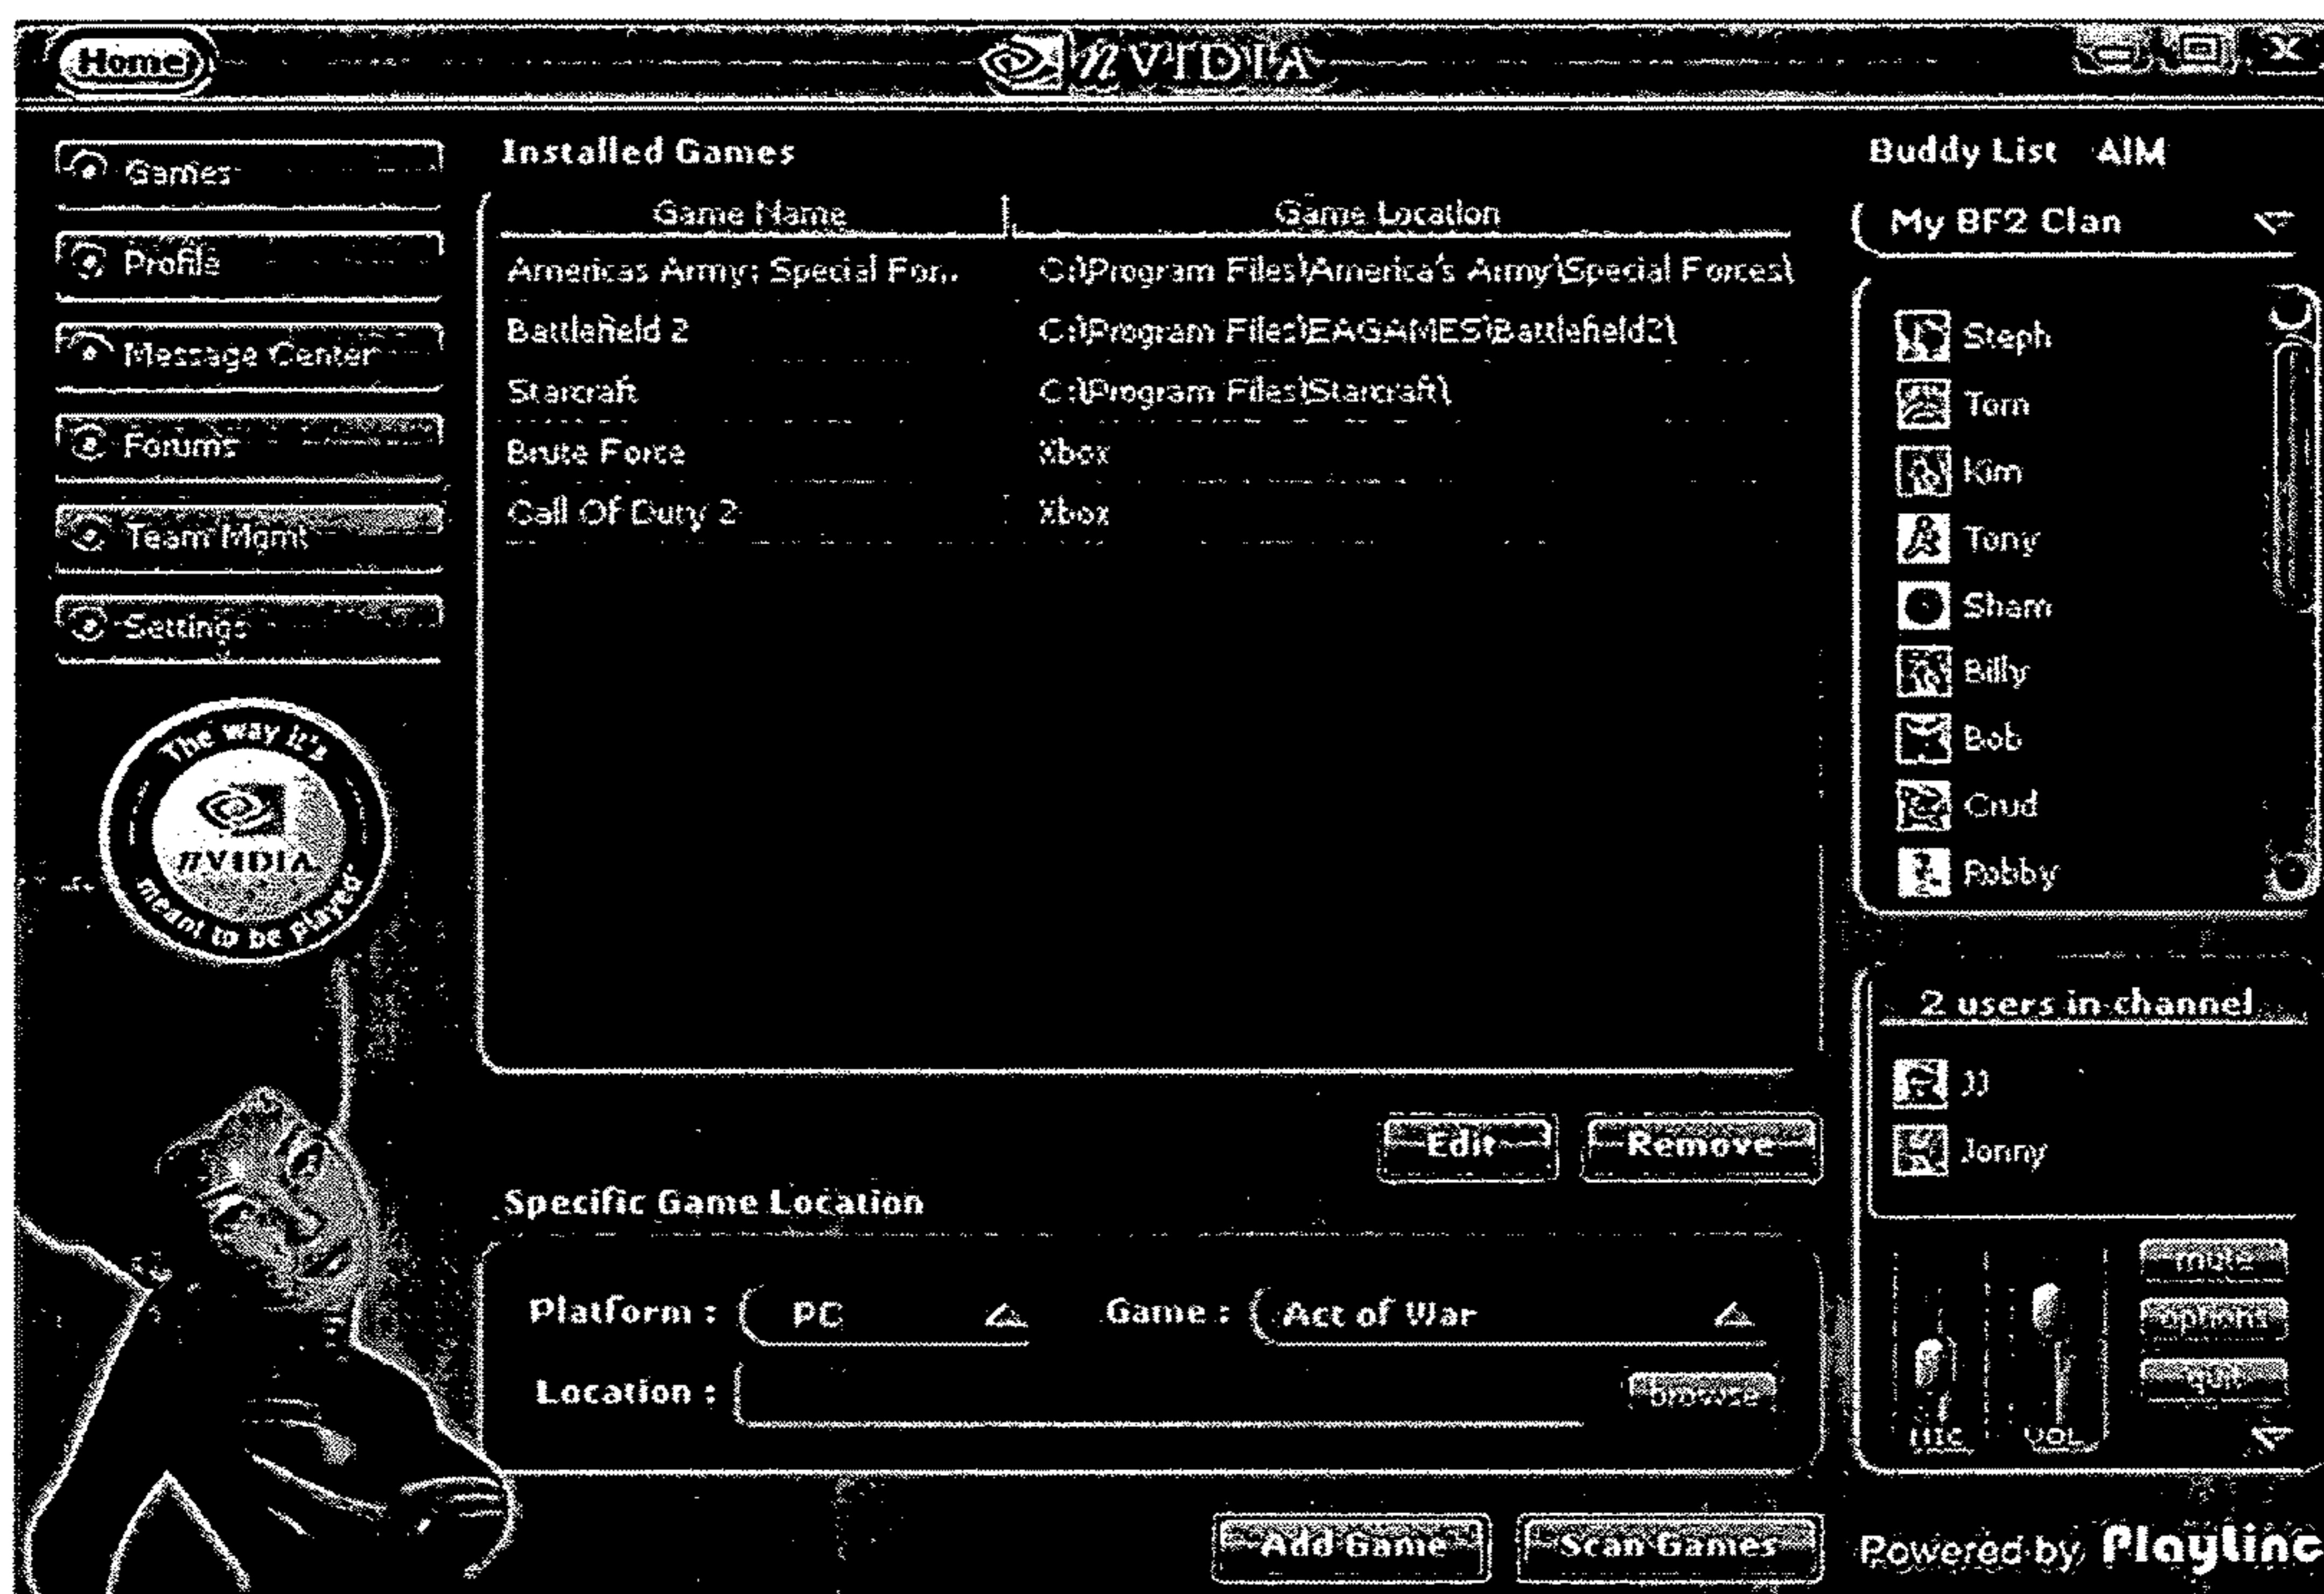 Home
nVIDIA
Games
Profile
Message Center
Forums
Team Mgmt
Settings
The way it's
nVIDIA
meant to be played
Installed Games
Game Name Game Location
Americas Army: Special For.. C:\Program Files\America's Army\Special Forces\
Battlefield 2 C:\Program Files\EAGAMES\Battlefield2\
Starcraft C:\Program Files\Starcraft\
Brute Force Xbox
Call Of Duty 2 Xbox
Edit Remove
Specific Game Location
Platform : PC Game : Act of War
Location : browse
Add Game Scan Games
Buddy List AIM
My BF2 Clan
Steph
Tom
Kim
Tony
Sham
Billy
Bob
Crud
Robby
2 users in channel
JJ
Jonny
mute
options
quit
MIC VOL
Powered by PlayLinc